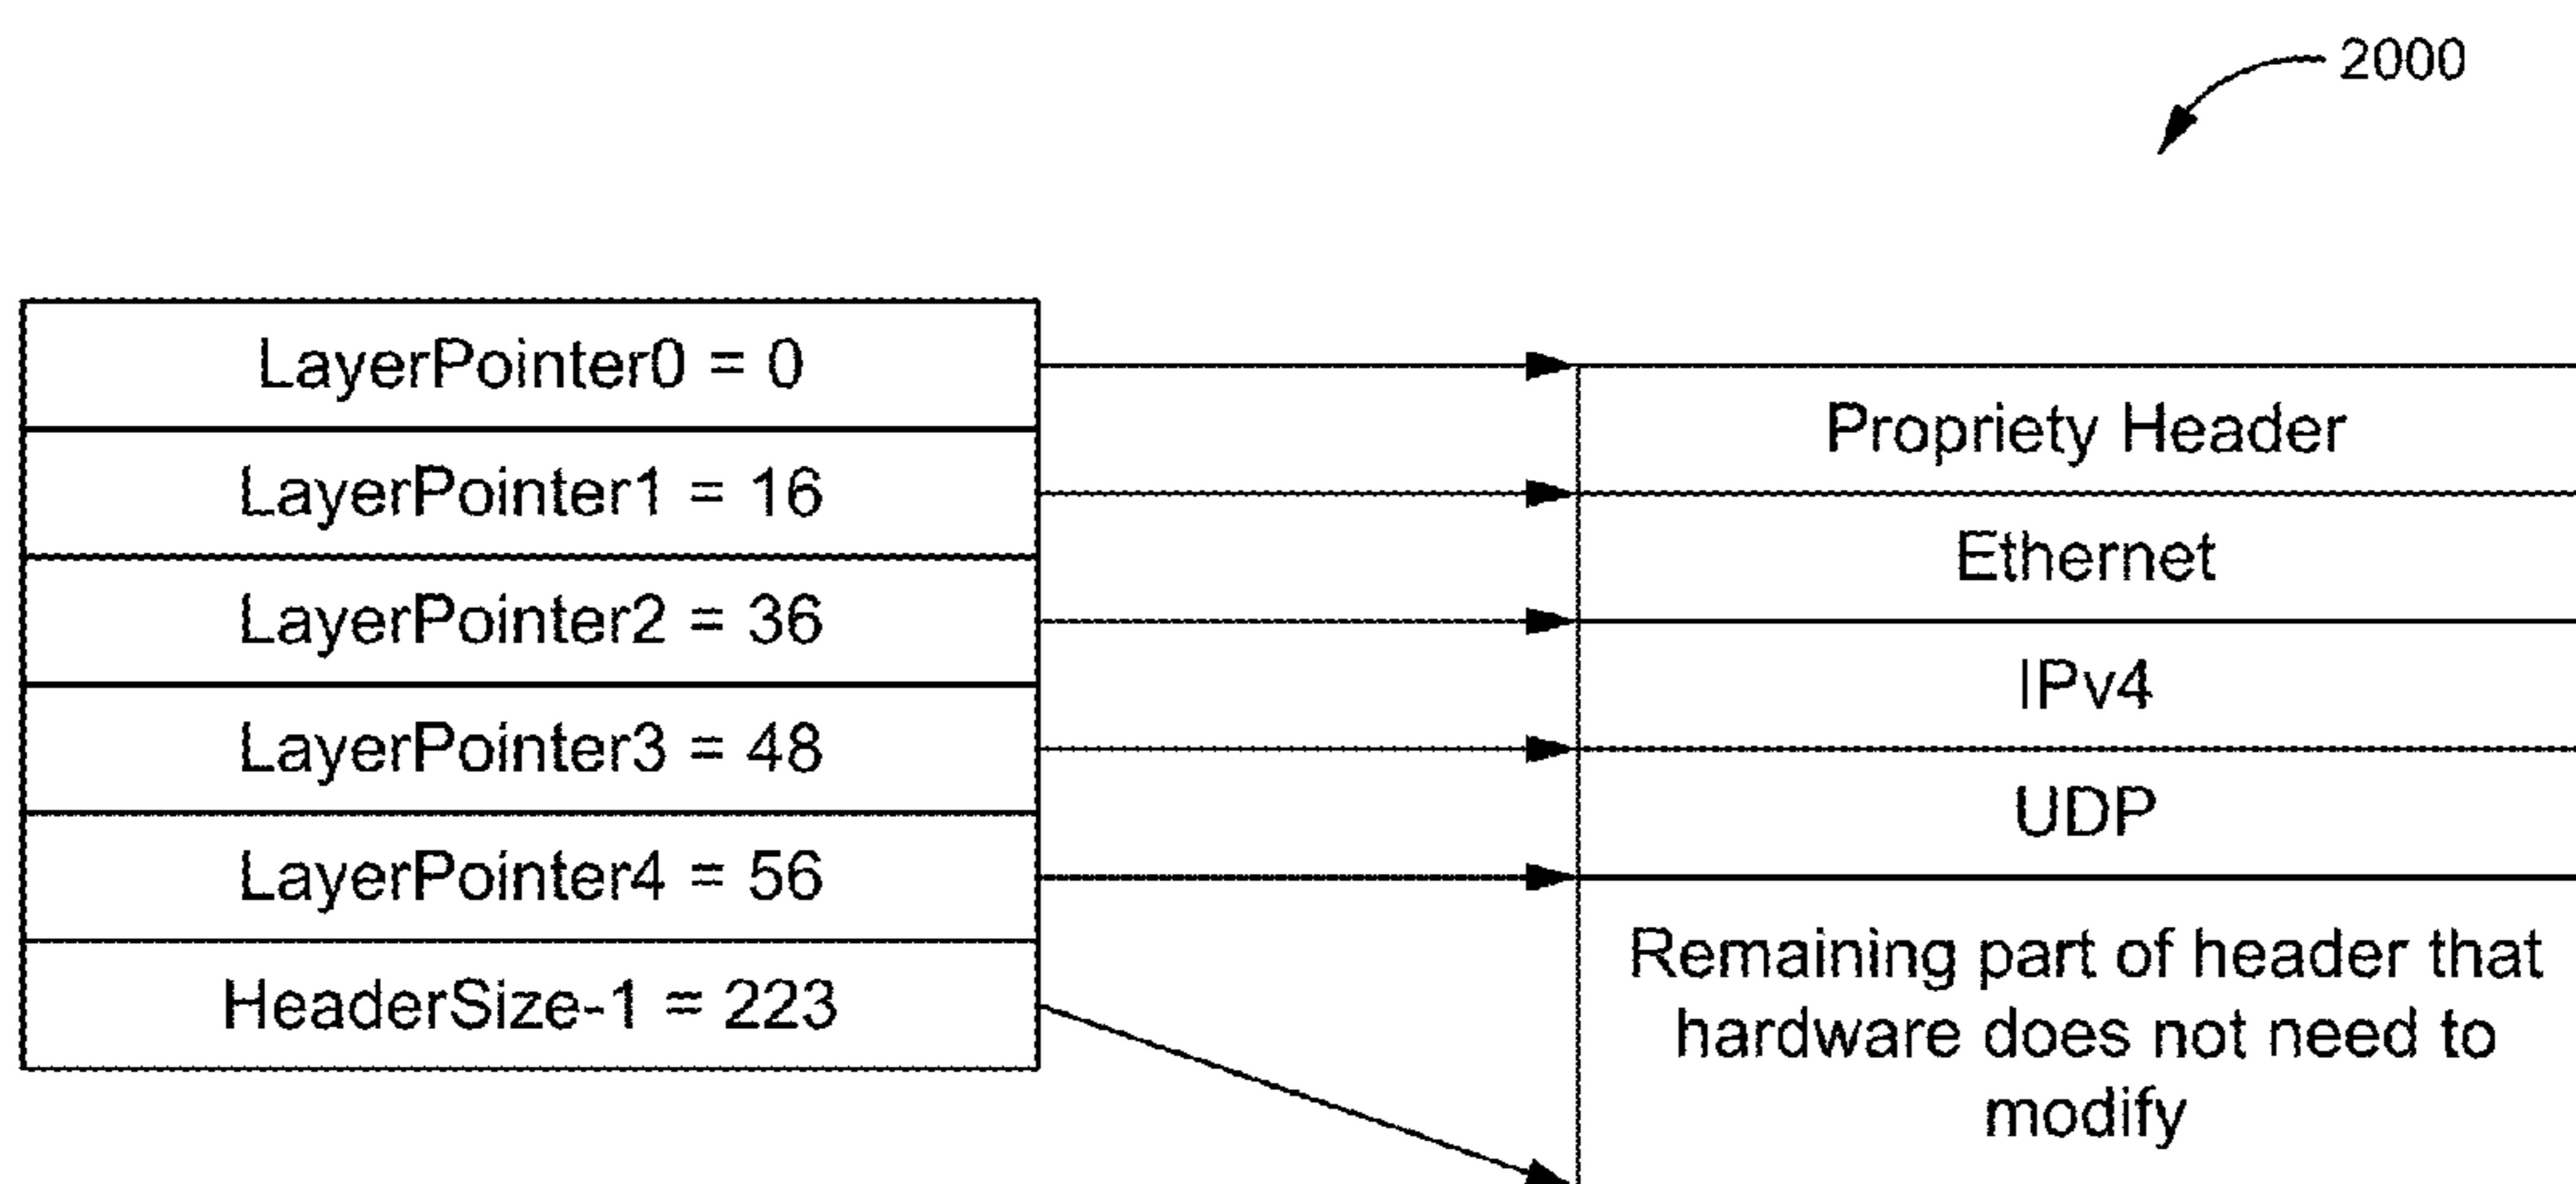 2000
LayerPointer0 = 0
LayerPointer1 = 16
LayerPointer2 = 36
LayerPointer3 = 48
LayerPointer4 = 56
HeaderSize-1 = 223
Propriety Header
Ethernet
IPv4
UDP
Remaining part of header that
hardware does not need to
modify